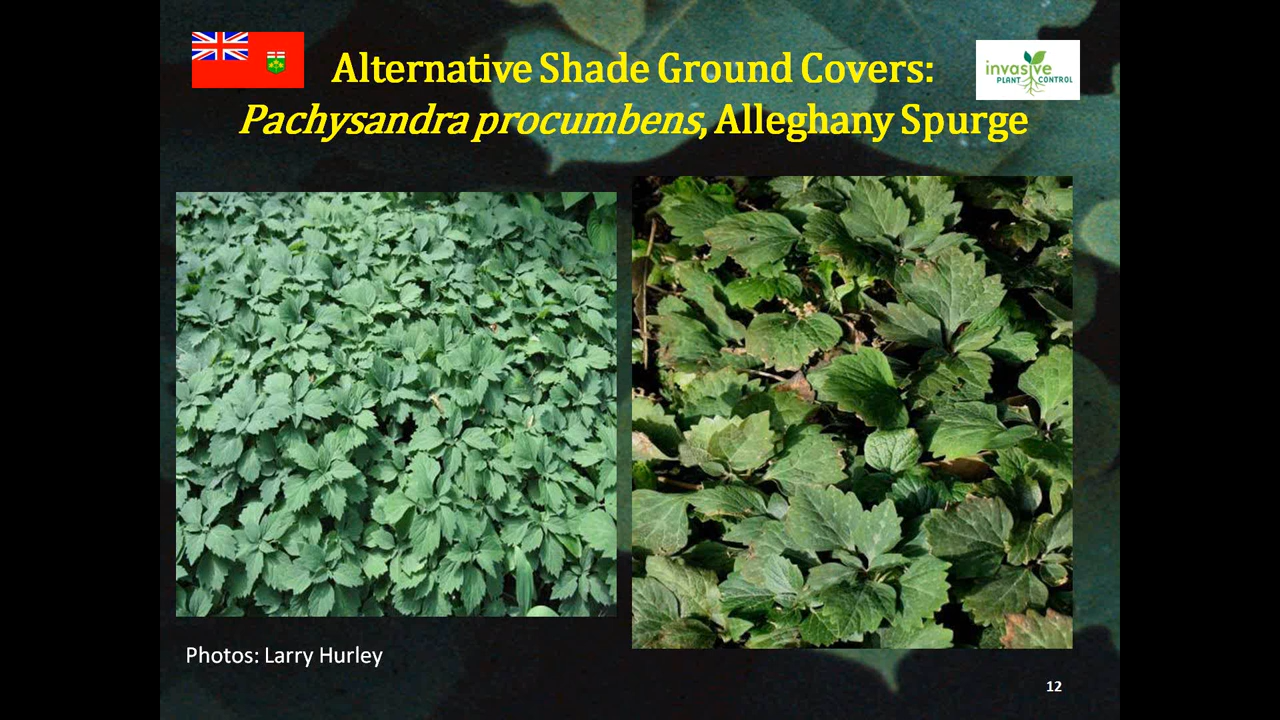 Alternative Shade Ground Covers:
Pachysandra procumbens, Alleghany Spurge
invasive
PLANT CONTROL
Photos: Larry Hurley
12